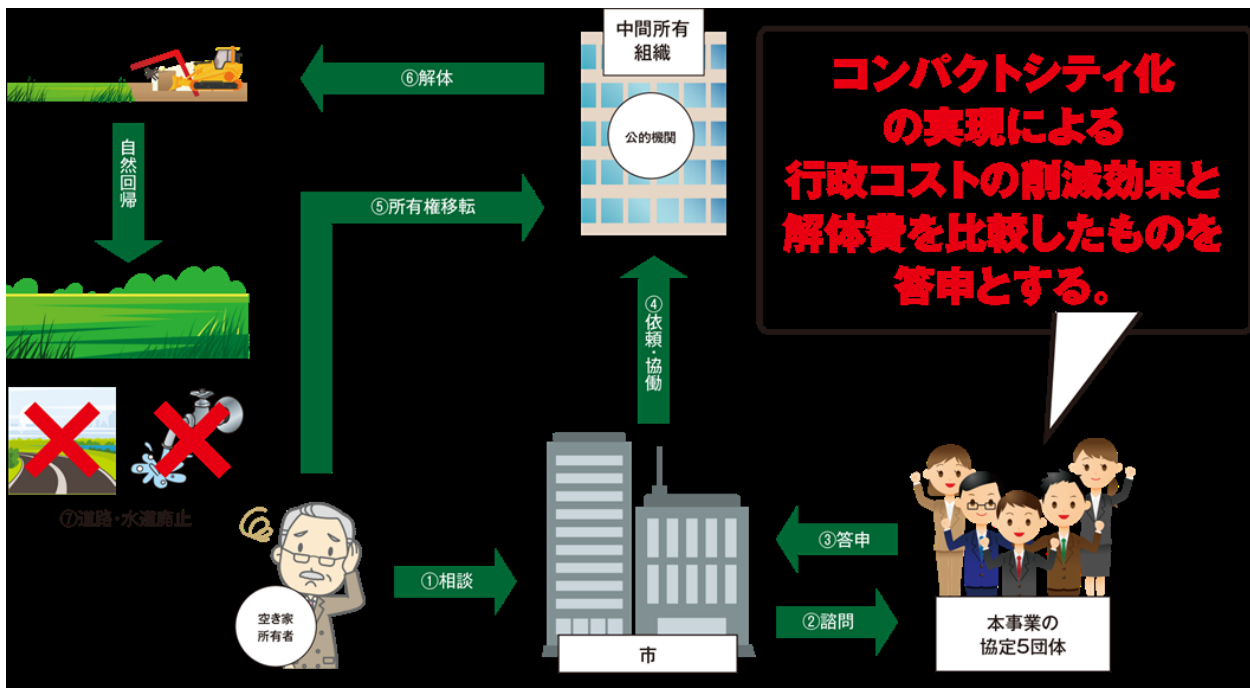 中間所有
組織
公的機関
⑥解体
自然回帰
⑤所有権移転
コンパクトシティ化
の実現による
行政コストの削減効果と
解体費を比較したものを
答申とする。
④依頼・協働
⑦道路・水道廃止
①相談
③答申
②諮問
空き家
所有者
市
本事業の
協定5団体